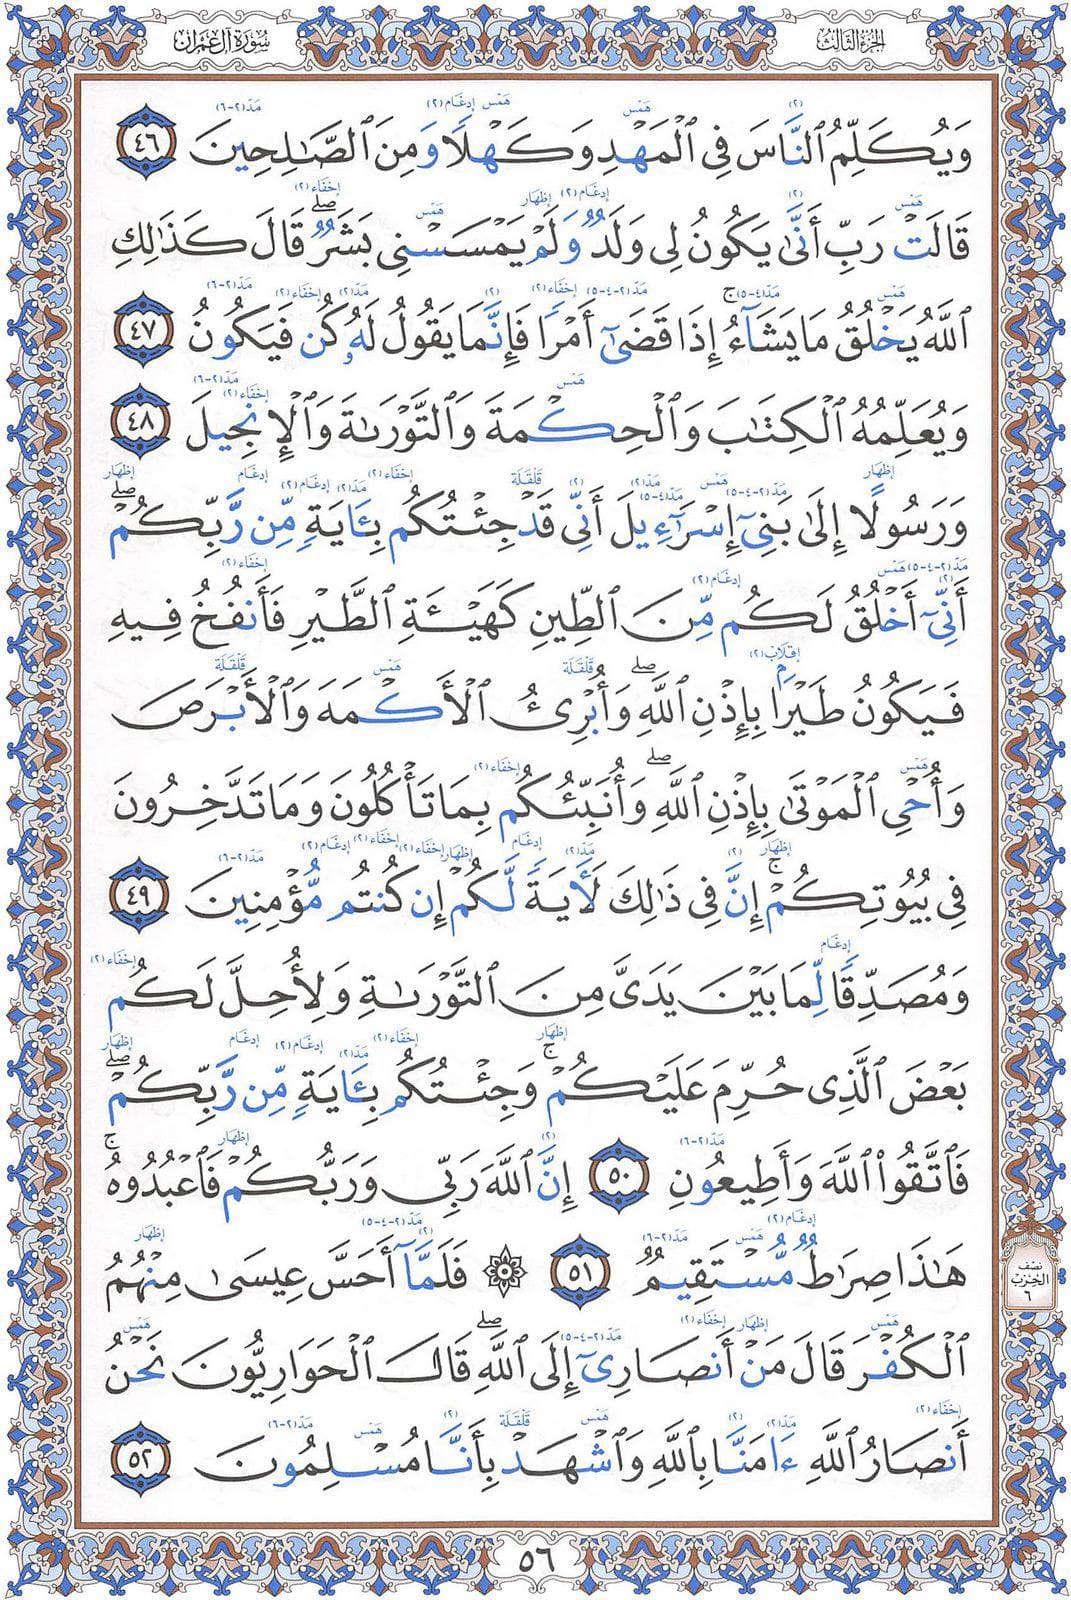 الجزء الثالث
سورة آل عمران
وَيُكَلِّمُ ٱلنَّاسَ فِي ٱلْمَهْدِ وَكَهْلًا وَمِنَ ٱلصَّٰلِحِينَ ٤٦
قَالَتْ رَبِّ أَنَّىٰ يَكُونُ لِي وَلَدٌ وَلَمْ يَمْسَسْنِي بَشَرٌ ۖ قَالَ كَذَٰلِكِ
ٱللَّهُ يَخْلُقُ مَا يَشَآءُ ۚ إِذَا قَضَىٰٓ أَمْرًا فَإِنَّمَا يَقُولُ لَهُۥ كُن فَيَكُونُ ٤٧
وَيُعَلِّمُهُ ٱلْكِتَٰبَ وَٱلْحِكْمَةَ وَٱلتَّوْرَىٰةَ وَٱلْإِنجِيلَ ٤٨
وَرَسُولًا إِلَىٰ بَنِيٓ إِسْرَٰٓءِيلَ أَنِّي قَدْ جِئْتُكُم بِـَٔايَةٍ مِّن رَّبِّكُمْ ۖ
أَنِّيٓ أَخْلُقُ لَكُم مِّنَ ٱلطِّينِ كَهَيْـَٔةِ ٱلطَّيْرِ فَأَنفُخُ فِيهِ
فَيَكُونُ طَيْرًۢا بِإِذْنِ ٱللَّهِ ۖ وَأُبْرِئُ ٱلْأَكْمَهَ وَٱلْأَبْرَصَ
وَأُحْيِ ٱلْمَوْتَىٰ بِإِذْنِ ٱللَّهِ ۖ وَأُنَبِّئُكُم بِمَا تَأْكُلُونَ وَمَا تَدَّخِرُونَ
فِي بُيُوتِكُمْ ۚ إِنَّ فِي ذَٰلِكَ لَـَٔايَةً لَّكُمْ إِن كُنتُم مُّؤْمِنِينَ ٤٩
وَمُصَدِّقًا لِّمَا بَيْنَ يَدَيَّ مِنَ ٱلتَّوْرَىٰةِ وَلِأُحِلَّ لَكُم
بَعْضَ ٱلَّذِي حُرِّمَ عَلَيْكُمْ ۚ وَجِئْتُكُم بِـَٔايَةٍ مِّن رَّبِّكُمْ ۖ
فَٱتَّقُوا۟ ٱللَّهَ وَأَطِيعُونِ ٥٠ إِنَّ ٱللَّهَ رَبِّي وَرَبُّكُمْ فَٱعْبُدُوهُ ۚ
هَٰذَا صِرَٰطٌ مُّسْتَقِيمٌ ٥١ ۞ فَلَمَّآ أَحَسَّ عِيسَىٰ مِنْهُمُ
نصف
الحزب
٦
ٱلْكُفْرَ قَالَ مَنْ أَنصَارِيٓ إِلَى ٱللَّهِ ۖ قَالَ ٱلْحَوَارِيُّونَ نَحْنُ
أَنصَارُ ٱللَّهِ ءَامَنَّا بِٱللَّهِ وَٱشْهَدْ بِأَنَّا مُسْلِمُونَ ٥٢
٥٦